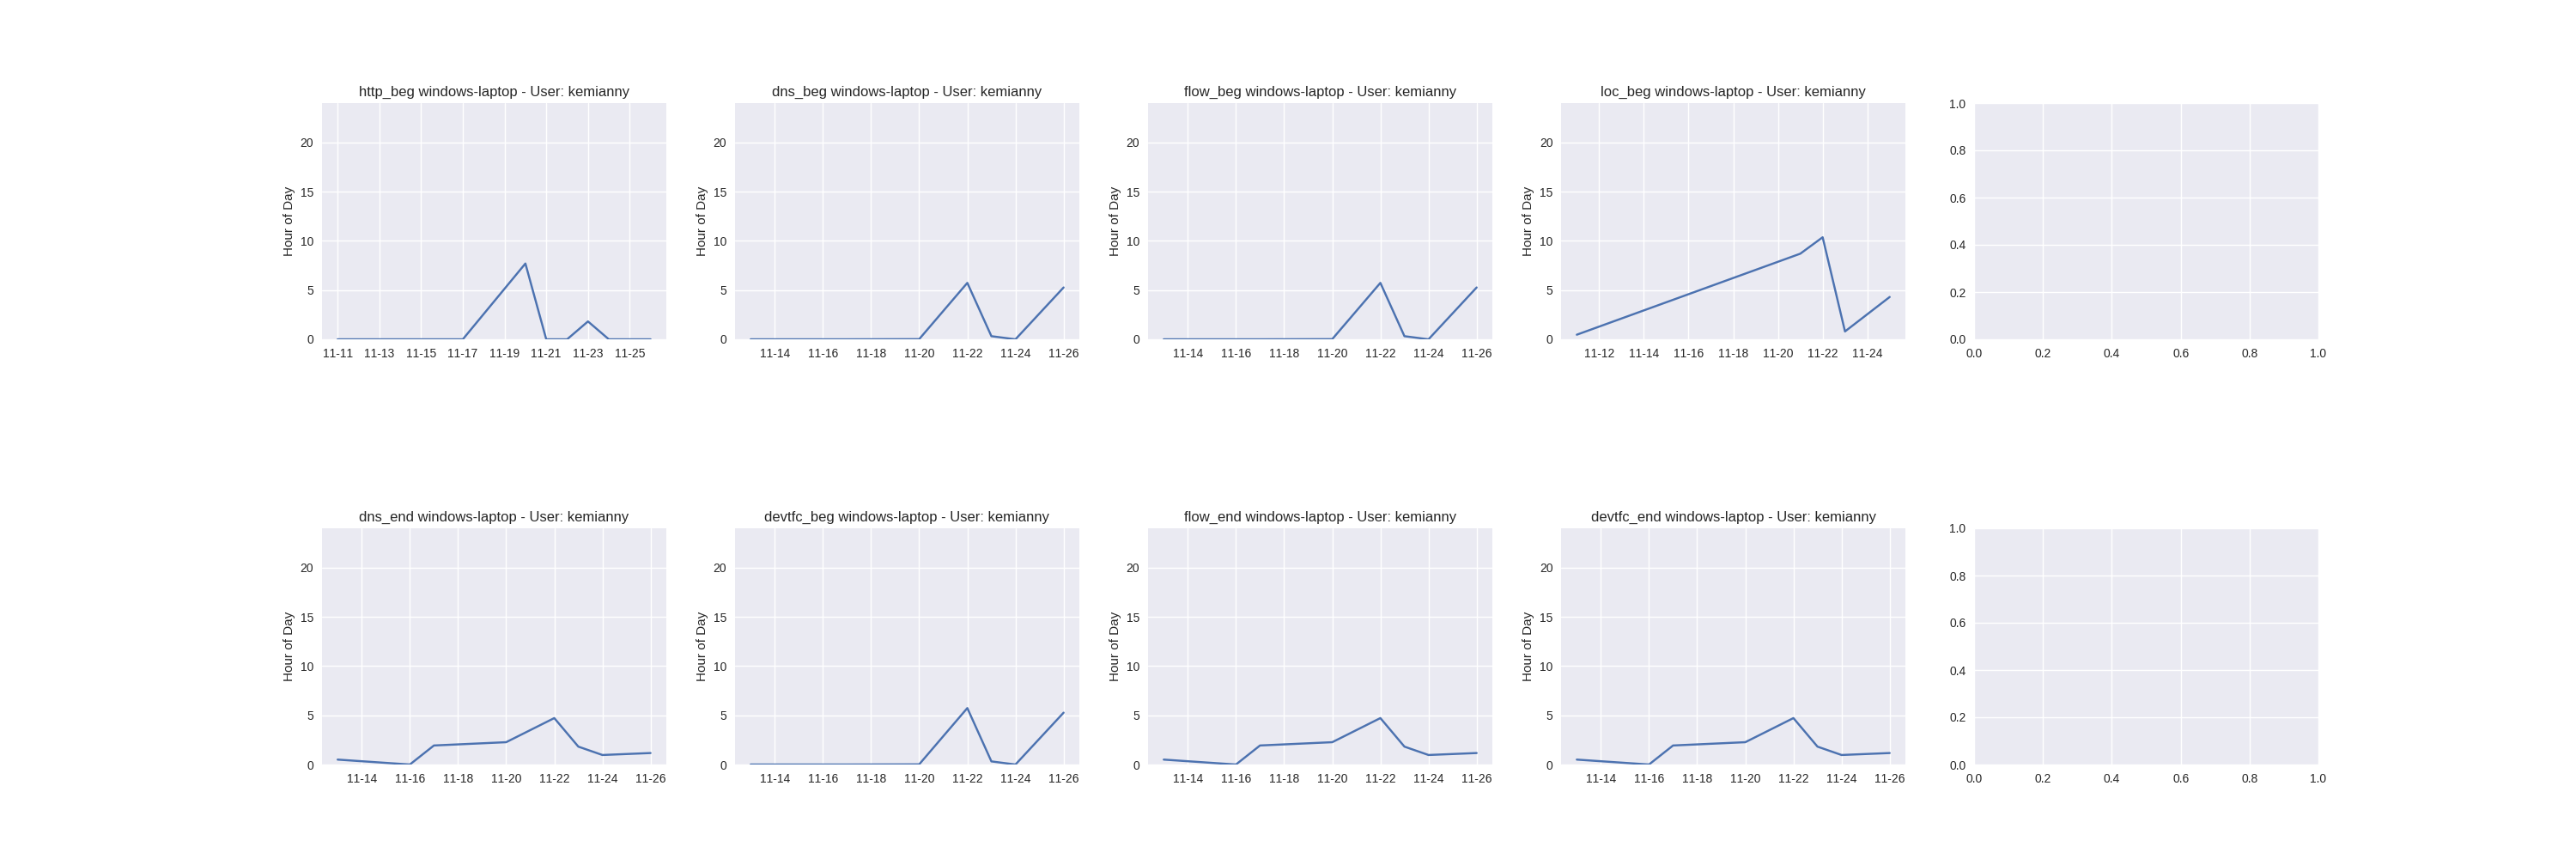 http_beg windows-laptop - User: kemianny
Hour of Day
20
15
10
5
0
11-11 11-13 11-15 11-17 11-19 11-21 11-23 11-25
dns_beg windows-laptop - User: kemianny
Hour of Day
20
15
10
5
0
11-14 11-16 11-18 11-20 11-22 11-24 11-26
flow_beg windows-laptop - User: kemianny
Hour of Day
20
15
10
5
0
11-14 11-16 11-18 11-20 11-22 11-24 11-26
loc_beg windows-laptop - User: kemianny
Hour of Day
20
15
10
5
0
11-12 11-14 11-16 11-18 11-20 11-22 11-24
1.0
0.8
0.6
0.4
0.2
0.0
0.0 0.2 0.4 0.6 0.8 1.0
dns_end windows-laptop - User: kemianny
Hour of Day
20
15
10
5
0
11-14 11-16 11-18 11-20 11-22 11-24 11-26
devtfc_beg windows-laptop - User: kemianny
Hour of Day
20
15
10
5
0
11-14 11-16 11-18 11-20 11-22 11-24 11-26
flow_end windows-laptop - User: kemianny
Hour of Day
20
15
10
5
0
11-14 11-16 11-18 11-20 11-22 11-24 11-26
devtfc_end windows-laptop - User: kemianny
Hour of Day
20
15
10
5
0
11-14 11-16 11-18 11-20 11-22 11-24 11-26
1.0
0.8
0.6
0.4
0.2
0.0
0.0 0.2 0.4 0.6 0.8 1.0